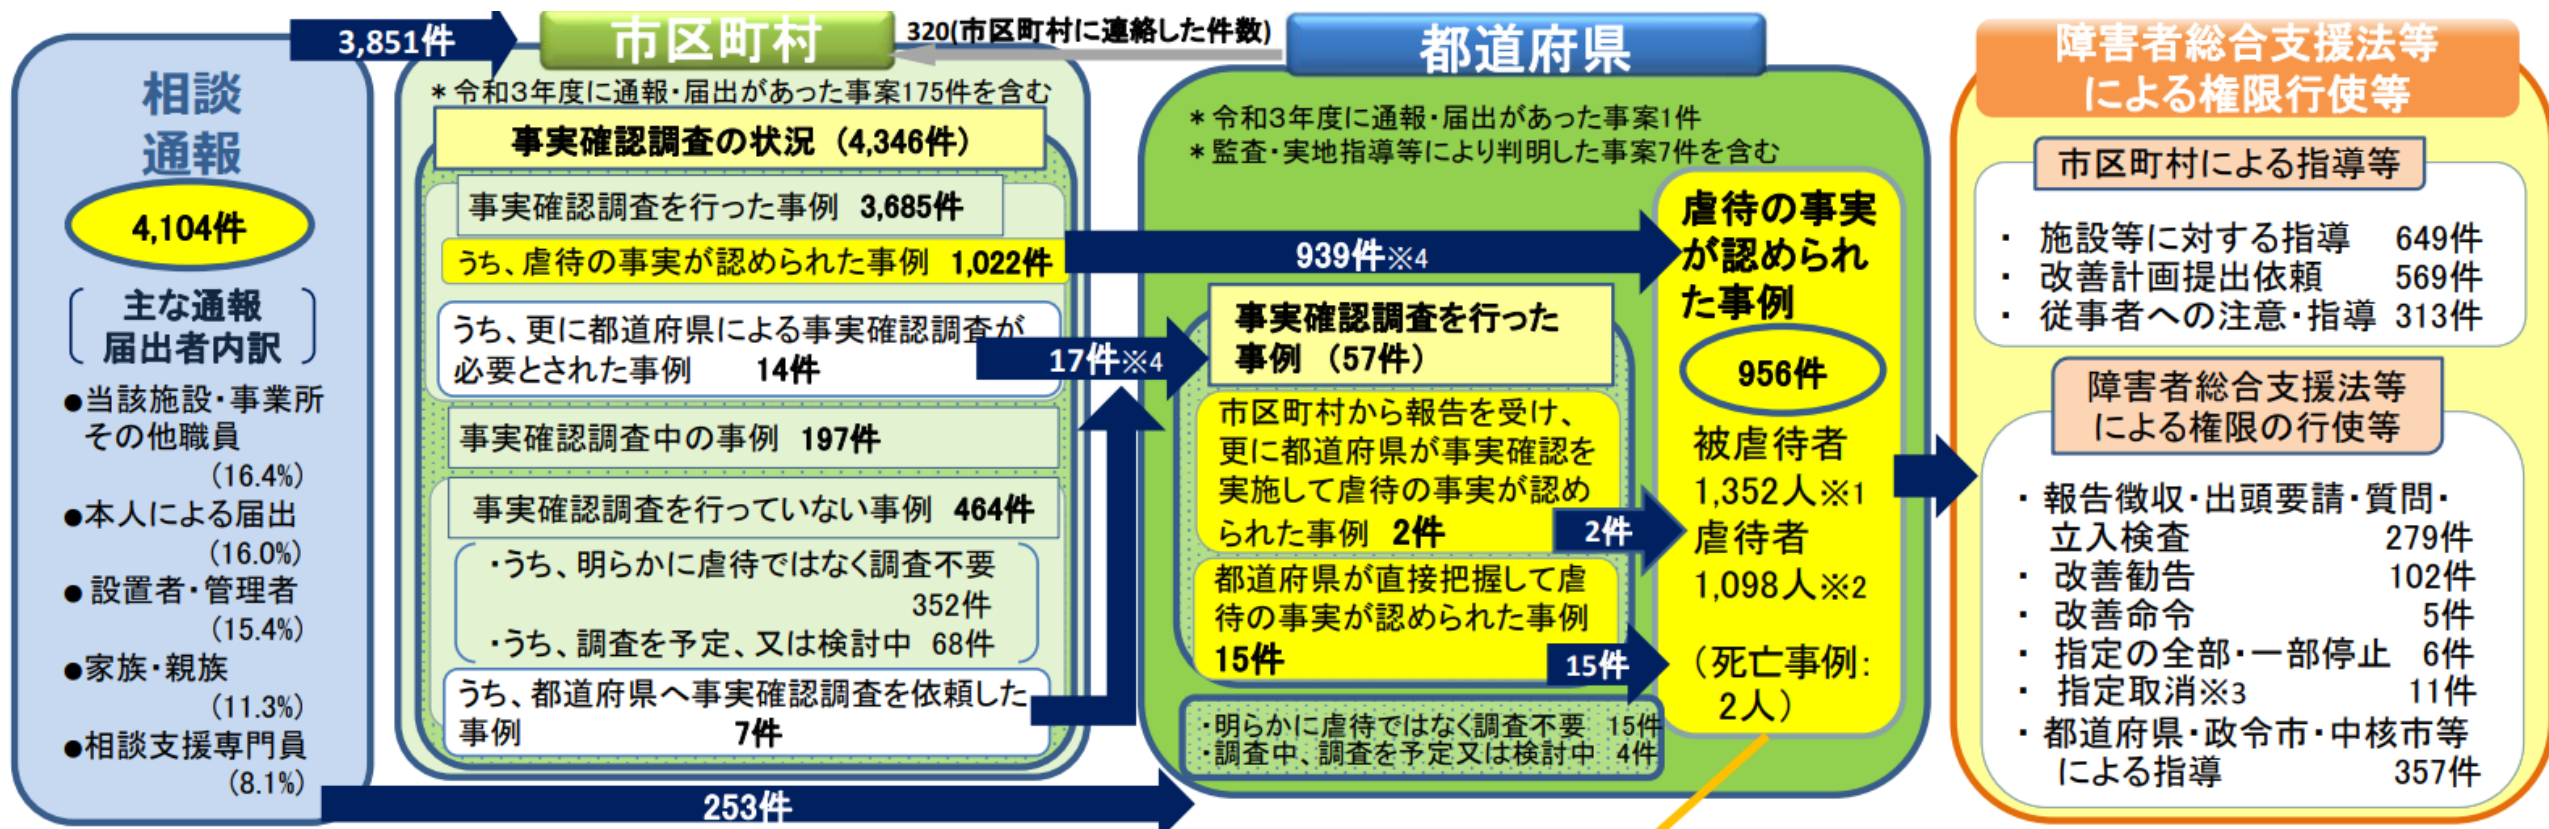 相談
通報
4,104件
主な通報
届出者内訳
●当該施設・事業所
その他職員
(16.4%)
●本人による届出
(16.0%)
●設置者・管理者
(15.4%)
●家族・親族
(11.3%)
●相談支援専門員
(8.1%)
3,851件
253件
市区町村
320(市区町村に連絡した件数)
＊令和3年度に通報・届出があった事案175件を含む
事実確認調査の状況 (4,346件)
事実確認調査を行った事例 3,685件
うち、虐待の事実が認められた事例 1,022件
うち、更に都道府県による事実確認調査が
必要とされた事例 14件
事実確認調査中の事例 197件
事実確認調査を行っていない事例 464件
・うち、明らかに虐待ではなく調査不要
352件
・うち、調査を予定、又は検討中 68件
うち、都道府県へ事実確認調査を依頼した
事例 7件
都道府県
＊令和3年度に通報・届出があった事案1件
＊監査・実地指導等により判明した事案7件を含む
939件※4
17件※4
事実確認調査を行った
事例 (57件)
市区町村から報告を受け、
更に都道府県が事実確認を
実施して虐待の事実が認め
られた事例 2件
2件
都道府県が直接把握して虐
待の事実が認められた事例
15件
15件
・明らかに虐待ではなく調査不要 15件
・調査中、調査を予定又は検討中 4件
虐待の事実
が認められ
た事例
956件
被虐待者
1,352人※1
虐待者
1,098人※2
(死亡事例:
2人)
障害者総合支援法等
による権限行使等
市区町村による指導等
・ 施設等に対する指導 649件
・ 改善計画提出依頼 569件
・ 従事者への注意・指導 313件
障害者総合支援法等
による権限の行使等
・ 報告徴収・出頭要請・質問・
立入検査 279件
・ 改善勧告 102件
・ 改善命令 5件
・ 指定の全部・一部停止 6件
・ 指定取消※3 11件
・ 都道府県・政令市・中核市等
による指導 357件